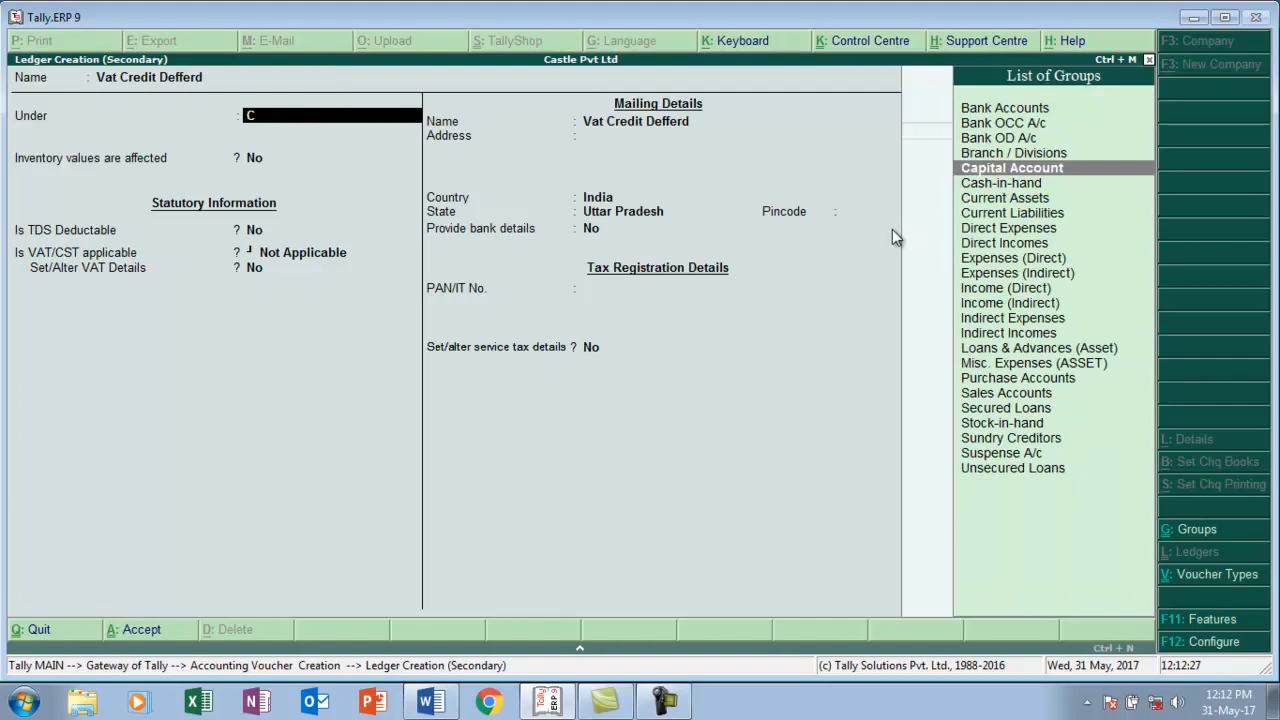 Tally.ERP 9
P: Print
E: Export
M: E-Mail
O: Upload
S: TallyShop
G: Language
K: Keyboard
K: Control Centre
H: Support Centre
H: Help
F3: Company
F3: New Company
Ledger Creation (Secondary)
Castle Pvt Ltd
Ctrl + M
Name : Vat Credit Defferd
Under : C
Inventory values are affected ? No
Statutory Information
Is TDS Deductable ? No
Is VAT/CST applicable ? ┘ Not Applicable
Set/Alter VAT Details ? No
Mailing Details
Name : Vat Credit Defferd
Address :
Country : India
State : Uttar Pradesh Pincode :
Provide bank details : No
Tax Registration Details
PAN/IT No. :
Set/alter service tax details ? No
List of Groups
Bank Accounts
Bank OCC A/c
Bank OD A/c
Branch / Divisions
Capital Account
Cash-in-hand
Current Assets
Current Liabilities
Direct Expenses
Direct Incomes
Expenses (Direct)
Expenses (Indirect)
Income (Direct)
Income (Indirect)
Indirect Expenses
Indirect Incomes
Loans & Advances (Asset)
Misc. Expenses (ASSET)
Purchase Accounts
Sales Accounts
Secured Loans
Stock-in-hand
Sundry Creditors
Suspense A/c
Unsecured Loans
L: Details
B: Set Chq Books
S: Set Chq Printing
G: Groups
L: Ledgers
V: Voucher Types
F11: Features
F12: Configure
Q: Quit
A: Accept
D: Delete
Ctrl + N
Tally MAIN --> Gateway of Tally --> Accounting Voucher Creation --> Ledger Creation (Secondary)
(c) Tally Solutions Pvt. Ltd., 1988-2016
Wed, 31 May, 2017
12:12:27
12:12 PM
31-May-17